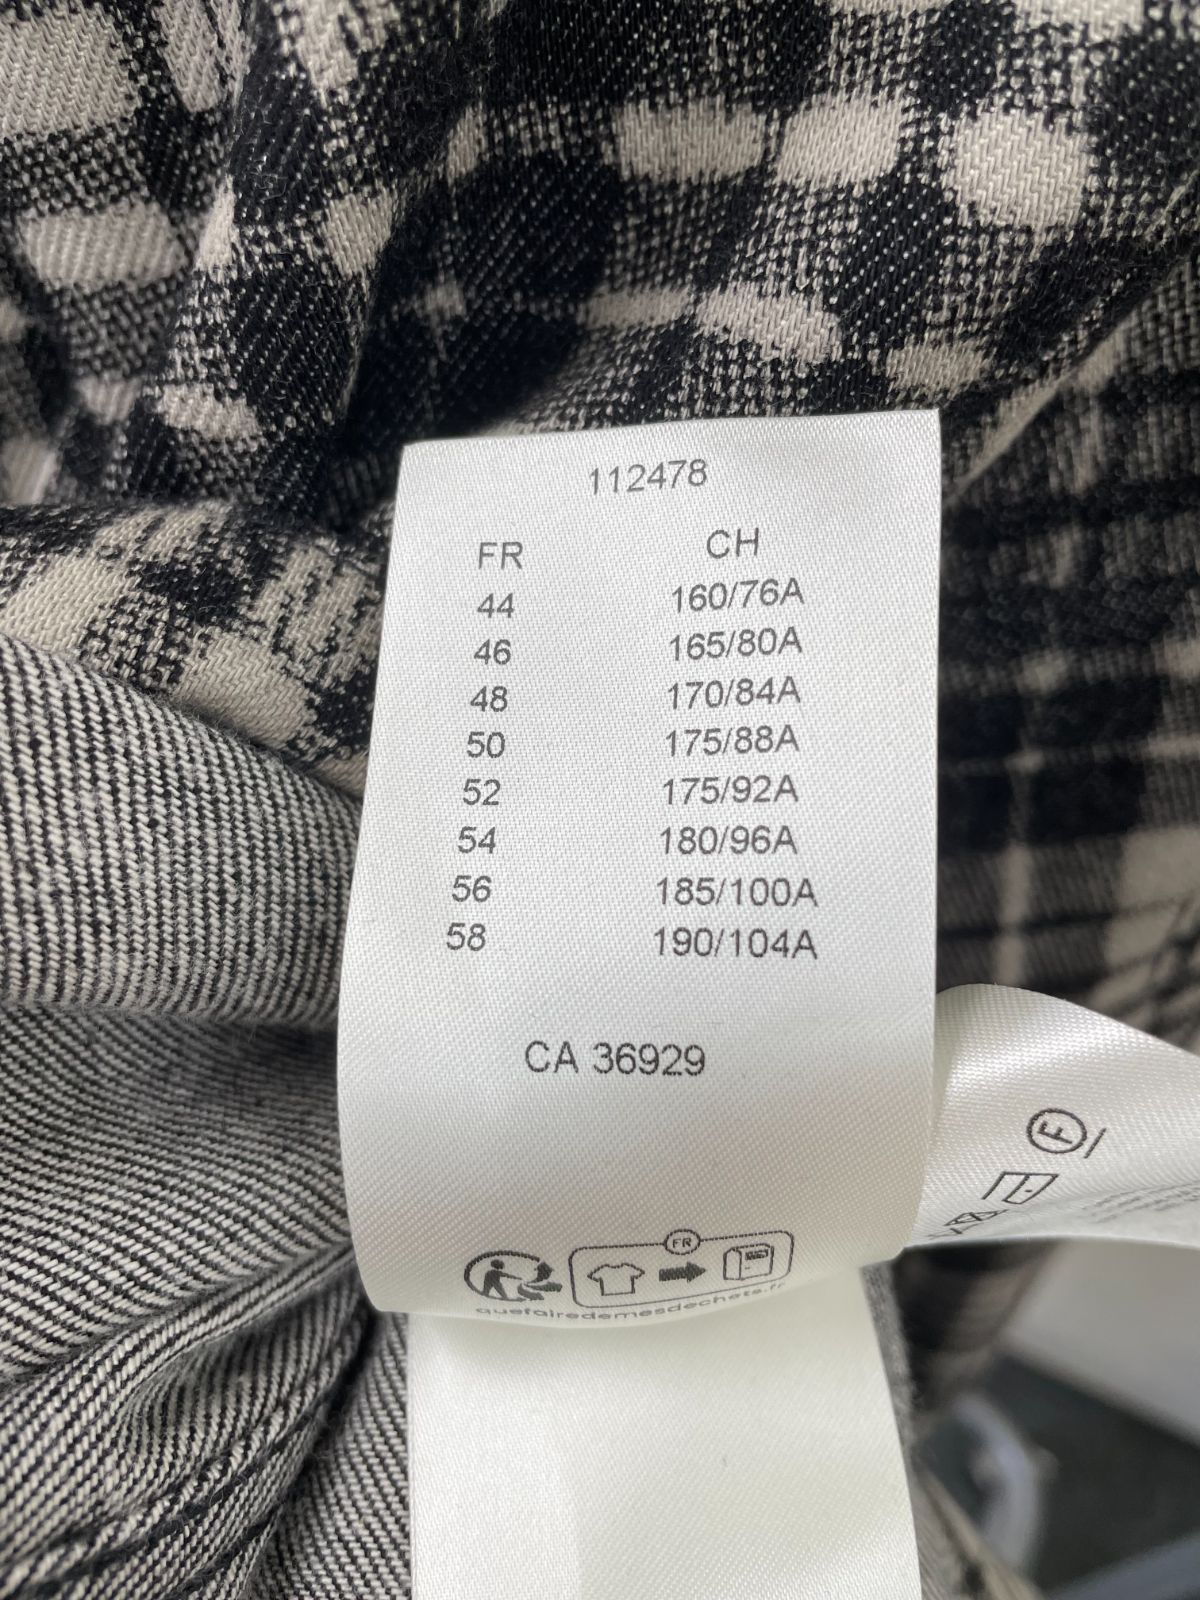 112478
FR CH
44 160/76A
46 165/80A
48 170/84A
50 175/88A
52 175/92A
54 180/96A
56 185/100A
58 190/104A
CA 36929
FR
quefairedemesdechets.fr
F